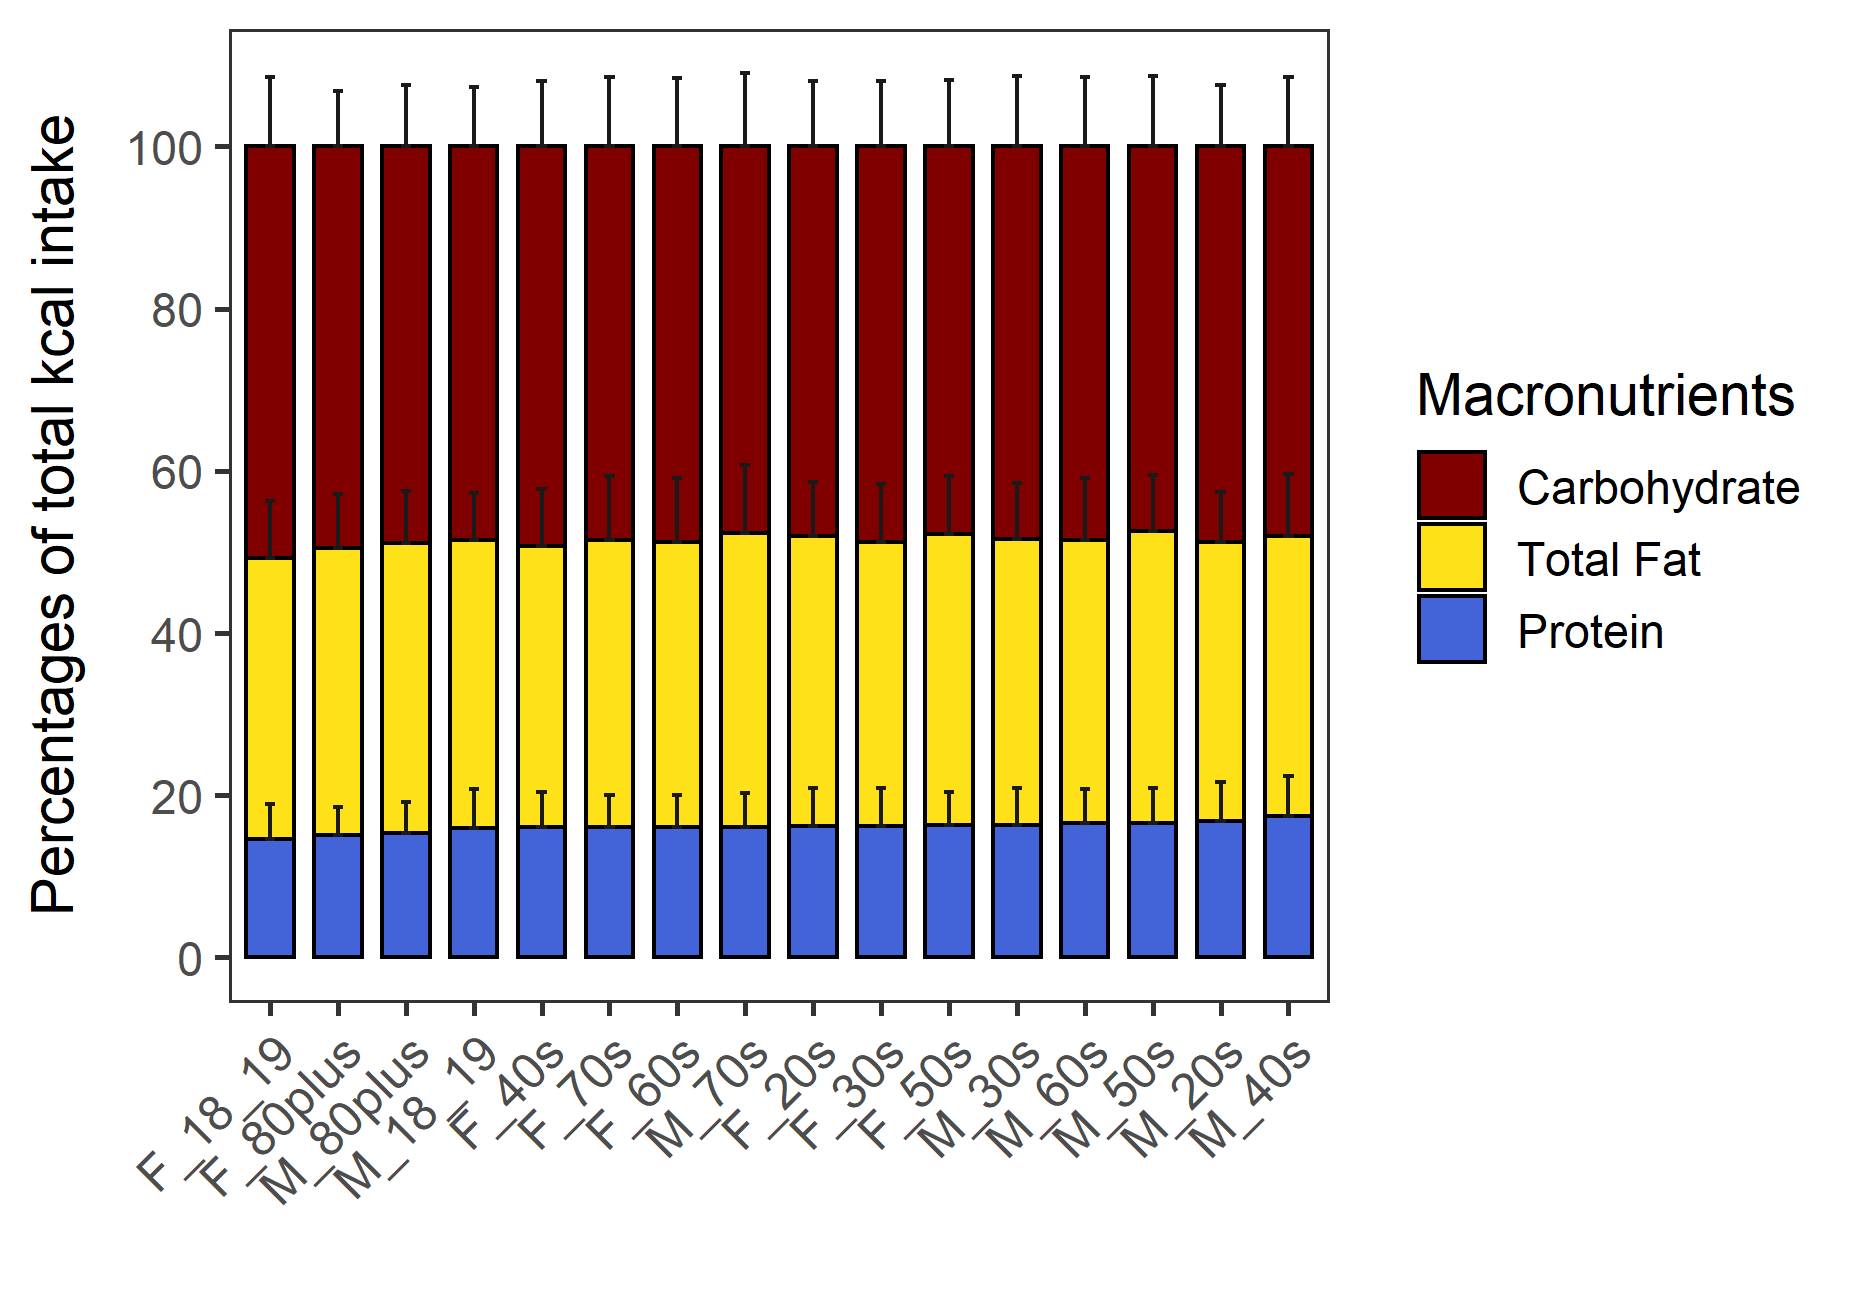 Percentages of total kcal intake
100
80
60
40
20
0
F_18_19
F_80plus
M_80plus
M_18_19
F_40s
F_70s
F_60s
M_70s
F_20s
F_30s
F_50s
M_30s
M_60s
M_50s
M_20s
M_40s
Macronutrients
Carbohydrate
Total Fat
Protein